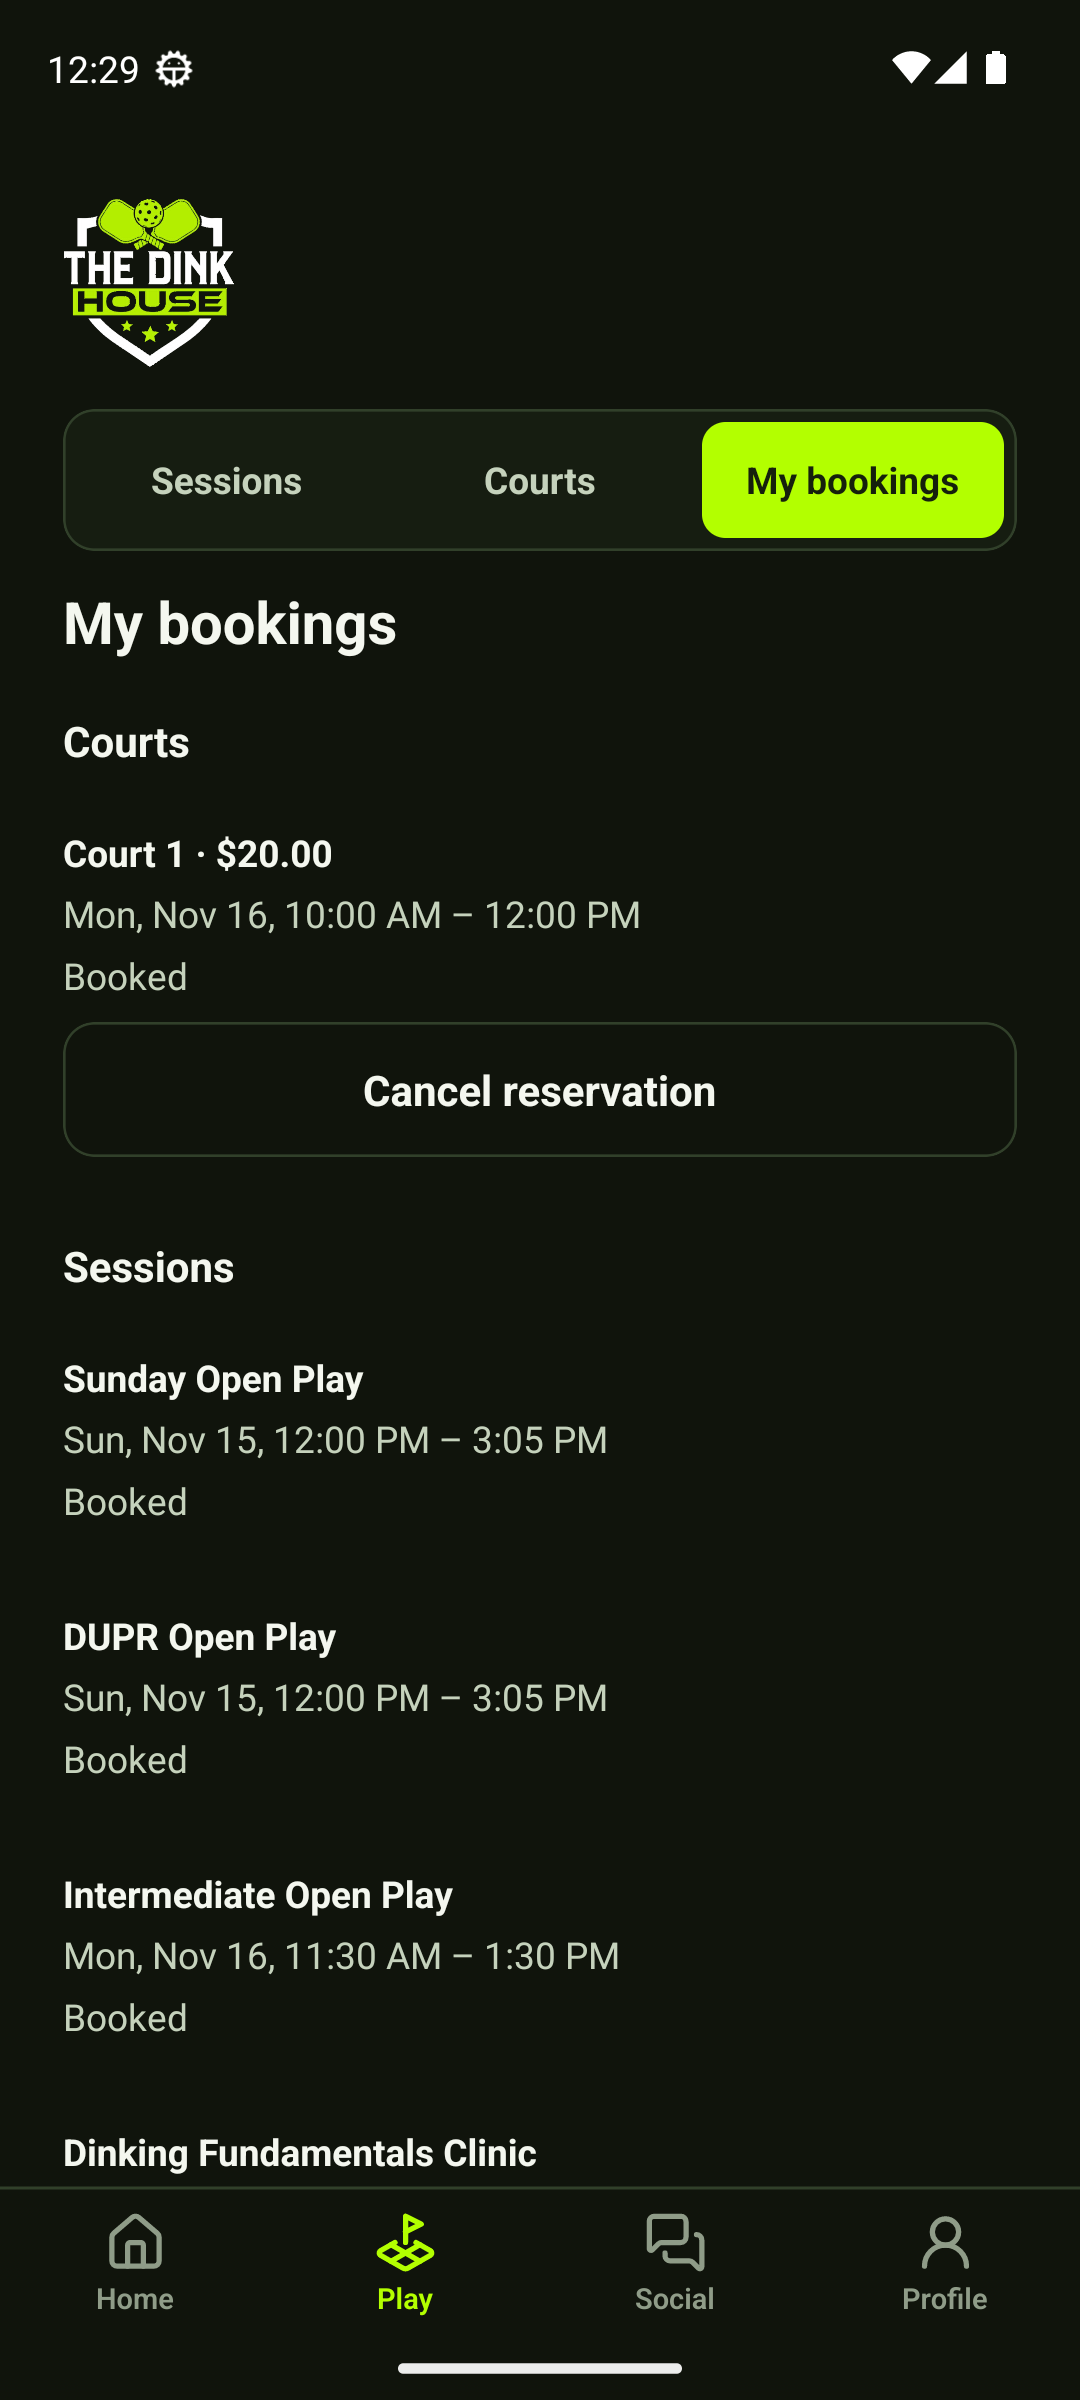 12:29
THE DINK
HOUSE
Sessions
Courts
My bookings
My bookings
Courts
Court 1 · $20.00
Mon, Nov 16, 10:00 AM – 12:00 PM
Booked
Cancel reservation
Sessions
Sunday Open Play
Sun, Nov 15, 12:00 PM – 3:05 PM
Booked
DUPR Open Play
Sun, Nov 15, 12:00 PM – 3:05 PM
Booked
Intermediate Open Play
Mon, Nov 16, 11:30 AM – 1:30 PM
Booked
Dinking Fundamentals Clinic
Home
Play
Social
Profile